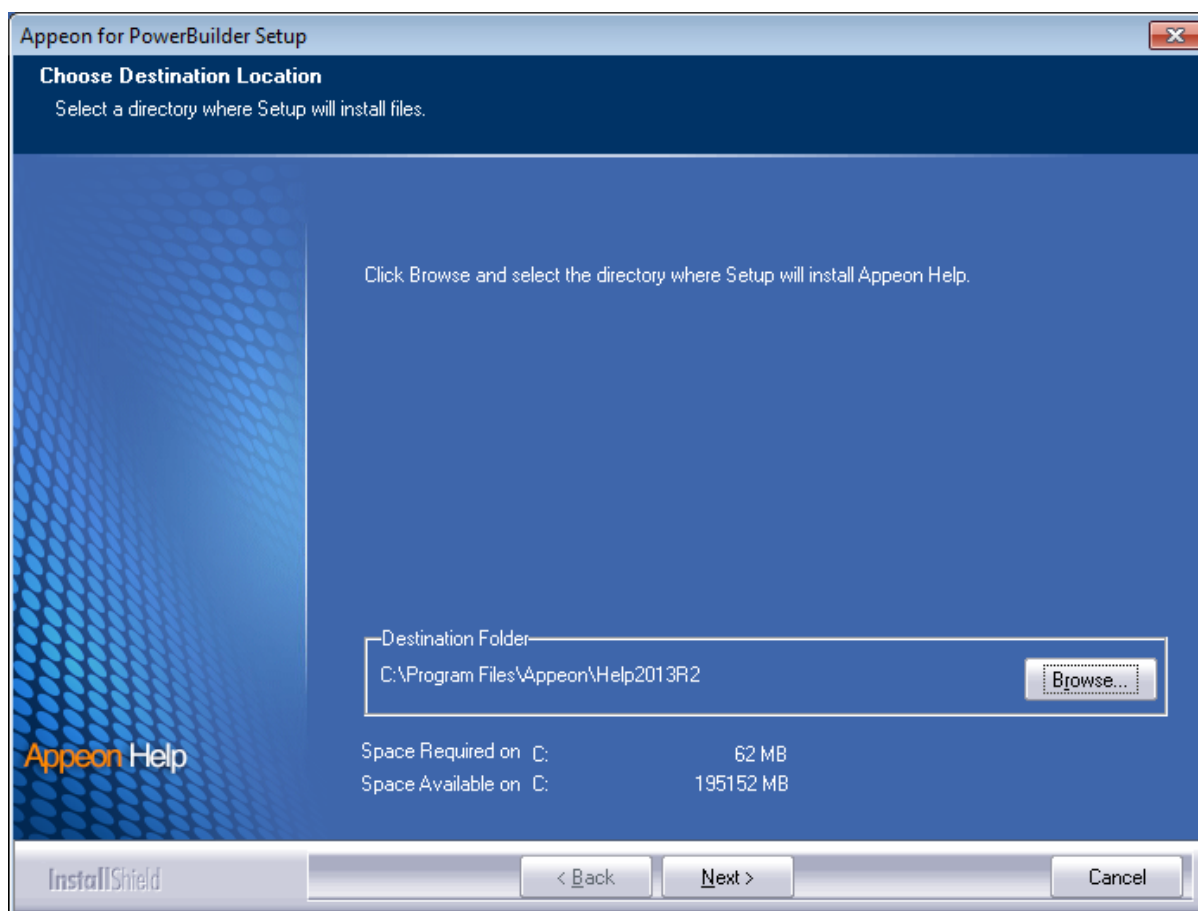 Appeon for PowerBuilder Setup
Choose Destination Location
Select a directory where Setup will install files.
Click Browse and select the directory where Setup will install Appeon Help.
Destination Folder
C:\Program Files\Appeon\Help2013R2
Browse...
Appeon Help
Space Required on C: 62 MB
Space Available on C: 195152 MB
InstallShield
< Back
Next >
Cancel